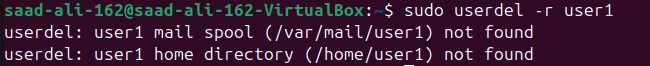 saad-ali-162@saad-ali-162-VirtualBox:~$ sudo userdel -r user1
userdel: user1 mail spool (/var/mail/user1) not found
userdel: user1 home directory (/home/user1) not found